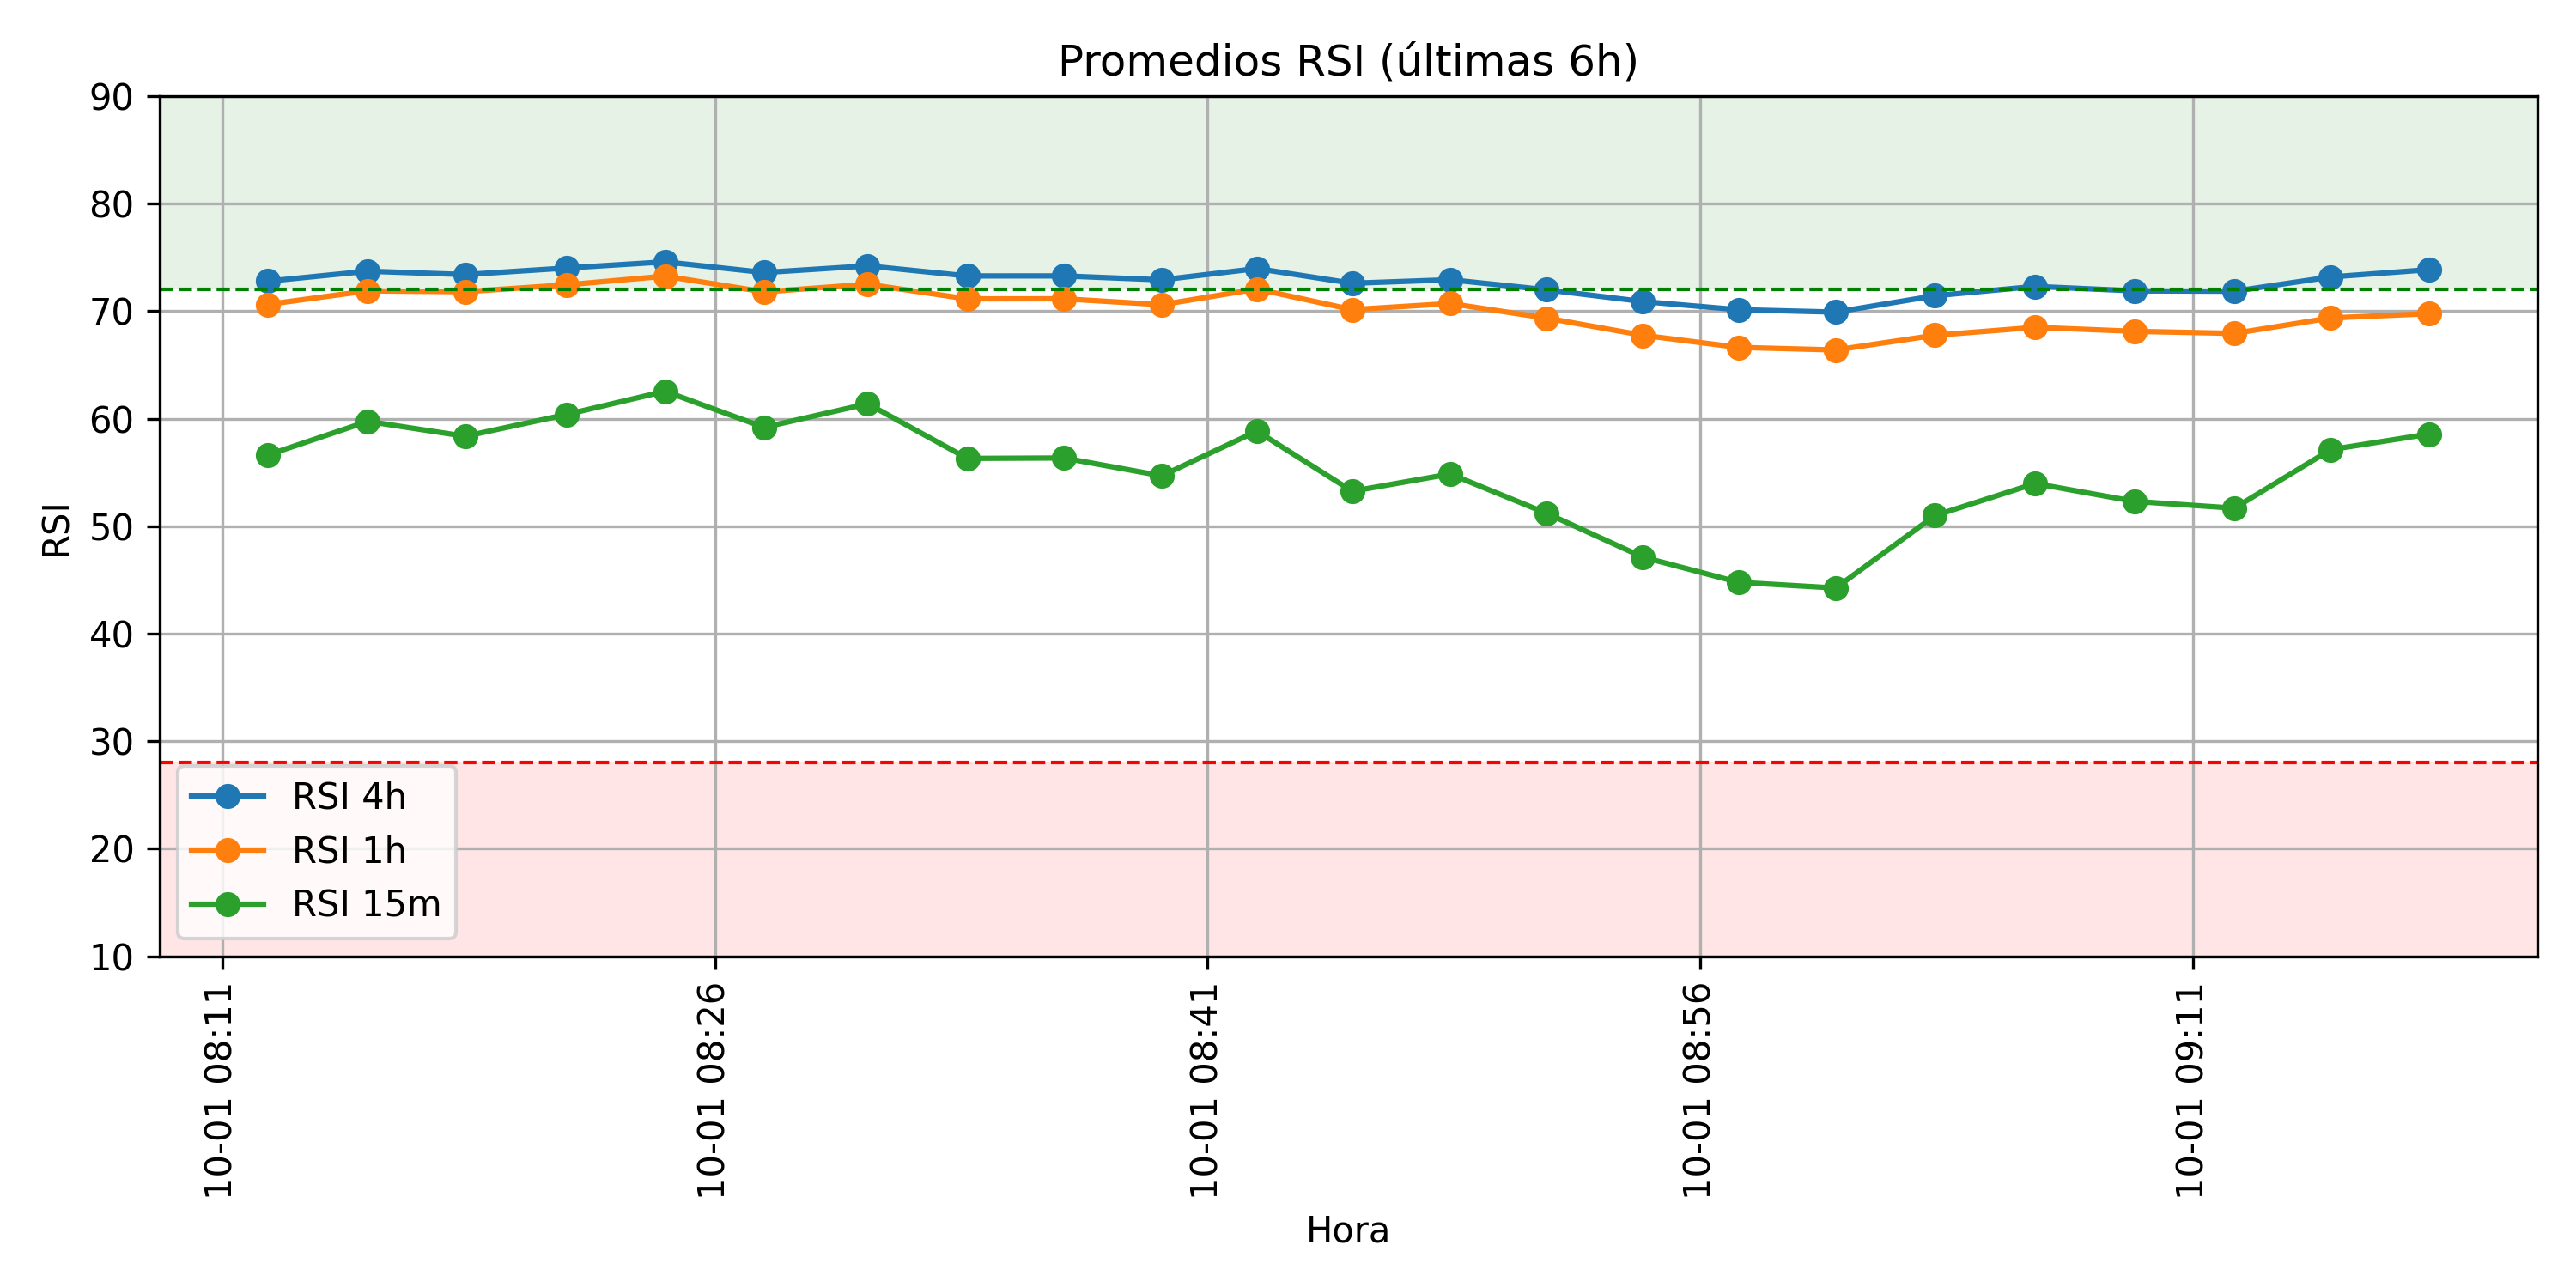 Promedios RSI (últimas 6h)
90
80
70
60
50
40
30
20
10
RSI
RSI 4h
RSI 1h
RSI 15m
10-01 08:11
10-01 08:26
10-01 08:41
10-01 08:56
10-01 09:11
Hora